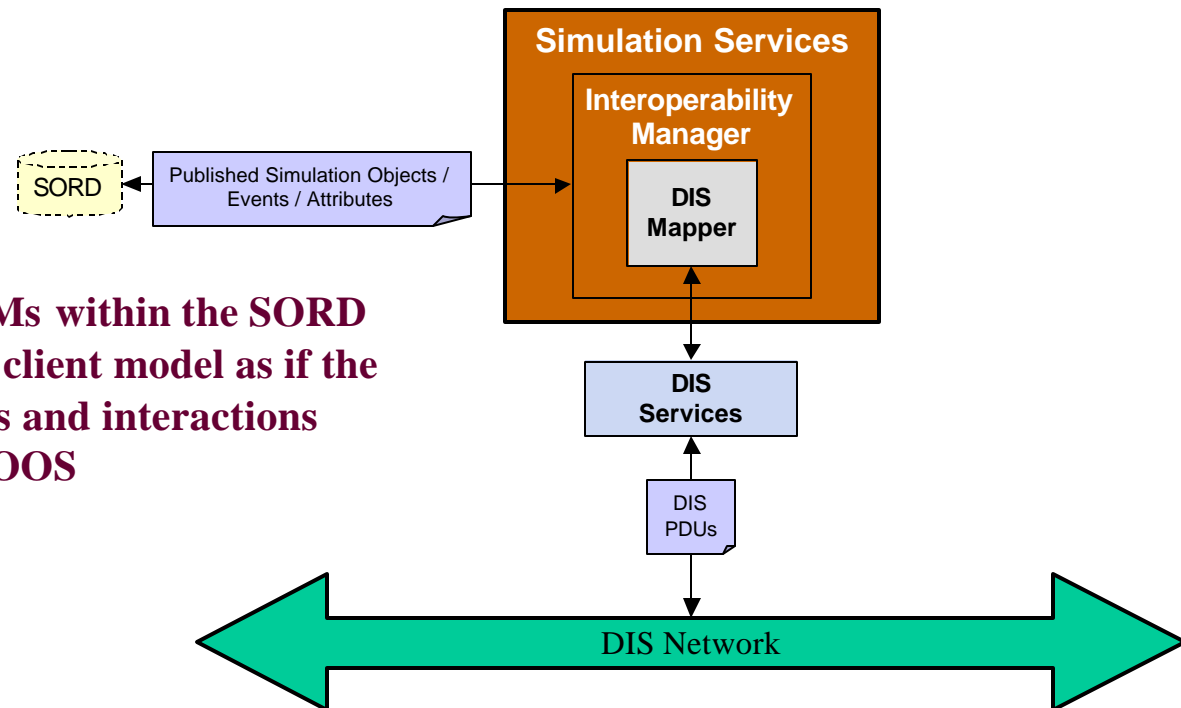 Simulation Services
Interoperability
Manager
DIS
Mapper
SORD
Published Simulation Objects /
Events / Attributes
Ms within the SORD
client model as if the
s and interactions
OOS
DIS
Services
DIS
PDUs
DIS Network